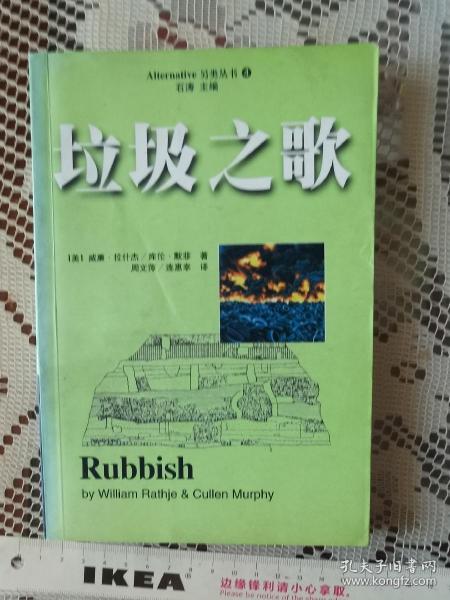 Alternative 另类丛书 4
石涛 主编
垃圾之歌
[美] 威廉·拉什杰/库伦·默菲 著
周文萍/连惠幸 译
Rubbish
by William Rathje & Cullen Murphy
IKEA
边缘锋利请小心拿取.
Please be notice of the sharp
孔夫子旧书网